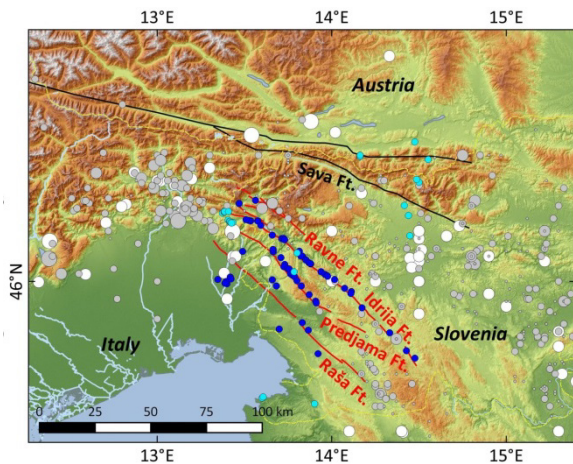 13°E 14°E 15°E
Austria
Sava Ft.
Ravne Ft.
46°N
Idrija Ft.
Slovenia
Italy
Predjama Ft.
Raša Ft.
0 25 50 75 100 km
13°E 14°E 15°E